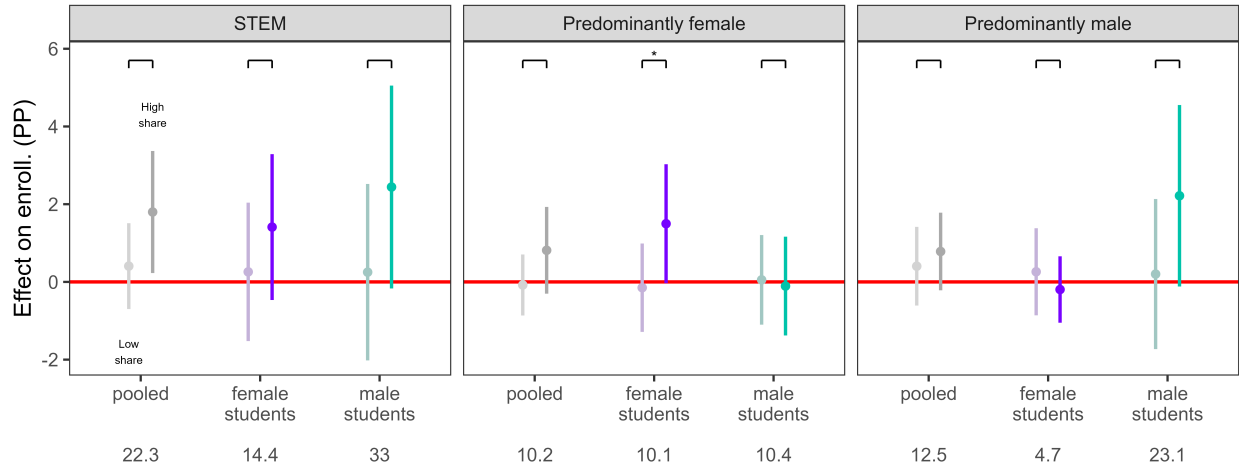 STEM
Predominantly female
Predominantly male
Effect on enroll. (PP)
6
4
2
0
-2
*
High
share
Low
share
pooled
female
students
male
students
pooled
female
students
male
students
pooled
female
students
male
students
22.3
14.4
33
10.2
10.1
10.4
12.5
4.7
23.1